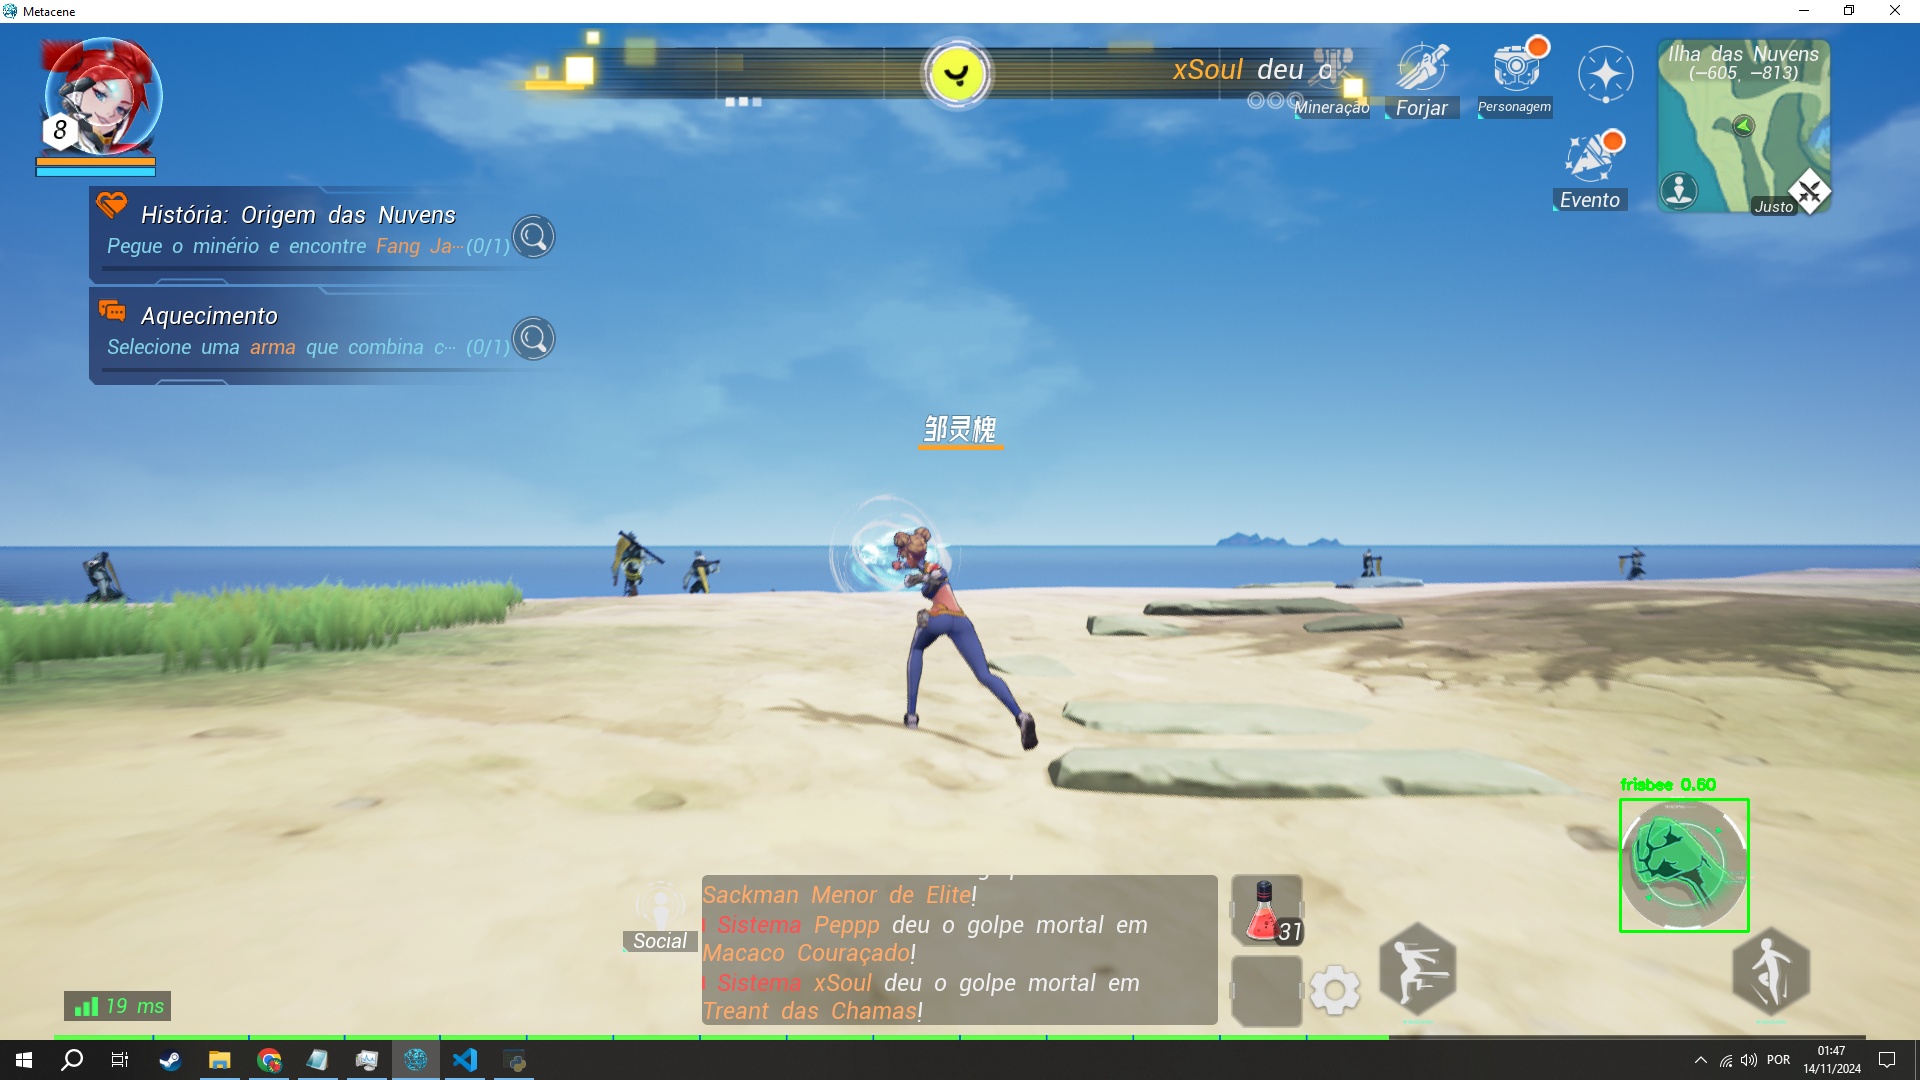 Metacene
8
História: Origem das Nuvens
Pegue o minério e encontre Fang Ja··· (0/1)
Aquecimento
Selecione uma arma que combina c··· (0/1)
xSoul deu o
Mineração
Forjar
Personagem
Evento
Ilha das Nuvens
(-605, -813)
Justo
邹灵槐
frisbee 0.60
Social
Sackman Menor de Elite!
Sistema Peppp deu o golpe mortal em
Macaco Couraçado!
Sistema xSoul deu o golpe mortal em
Treant das Chamas!
31
19 ms
POR
01:47
14/11/2024